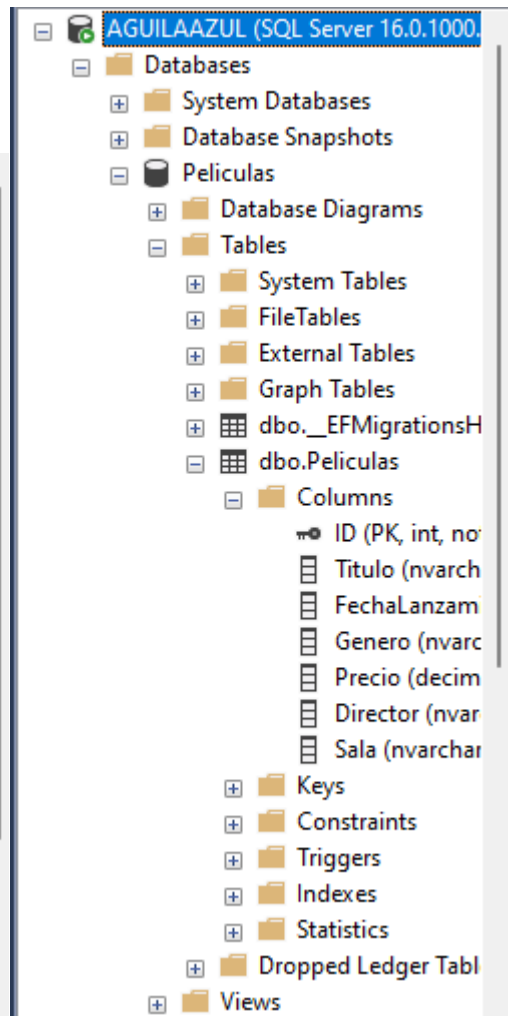 AGUILAAZUL (SQL Server 16.0.1000.
Databases
System Databases
Database Snapshots
Peliculas
Database Diagrams
Tables
System Tables
FileTables
External Tables
Graph Tables
dbo.__EFMigrationsH
dbo.Peliculas
Columns
ID (PK, int, no
Titulo (nvarch
FechaLanzam
Genero (nvarc
Precio (decim
Director (nvar
Sala (nvarchar
Keys
Constraints
Triggers
Indexes
Statistics
Dropped Ledger Tabl
Views